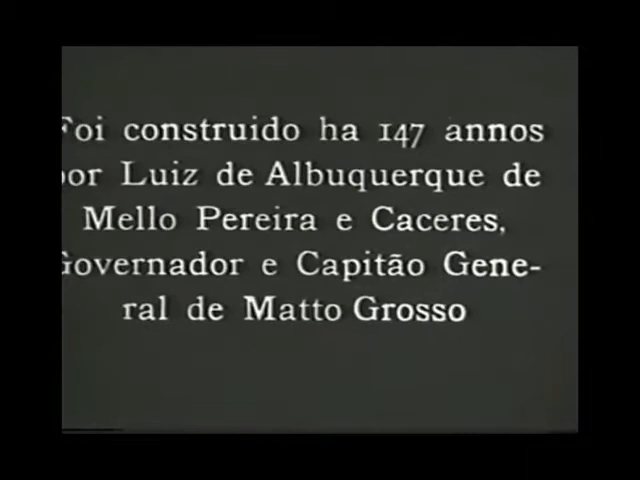 Foi construido ha 147 annos
por Luiz de Albuquerque de
Mello Pereira e Caceres,
Governador e Capitão Gene-
ral de Matto Grosso